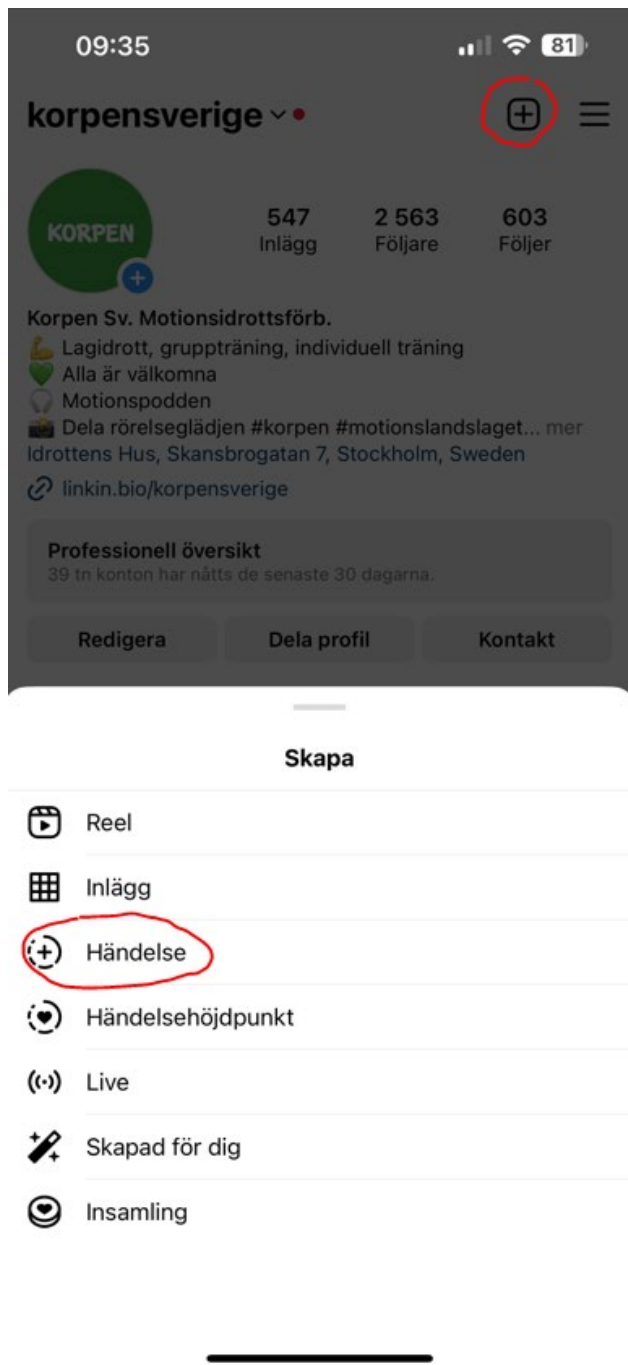 09:35
81
korpensverige
KORPEN
547
Inlägg
2 563
Följare
603
Följer
Korpen Sv. Motionsidrottsförb.
💪 Lagidrott, gruppträning, individuell träning
💚 Alla är välkomna
🎧 Motionspodden
📸 Dela rörelseglädjen #korpen #motionslandslaget... mer
Idrottens Hus, Skansbrogatan 7, Stockholm, Sweden
linkin.bio/korpensverige
Professionell översikt
39 tn konton har nåtts de senaste 30 dagarna.
Redigera
Dela profil
Kontakt
Skapa
Reel
Inlägg
Händelse
Händelsehöjdpunkt
Live
Skapad för dig
Insamling